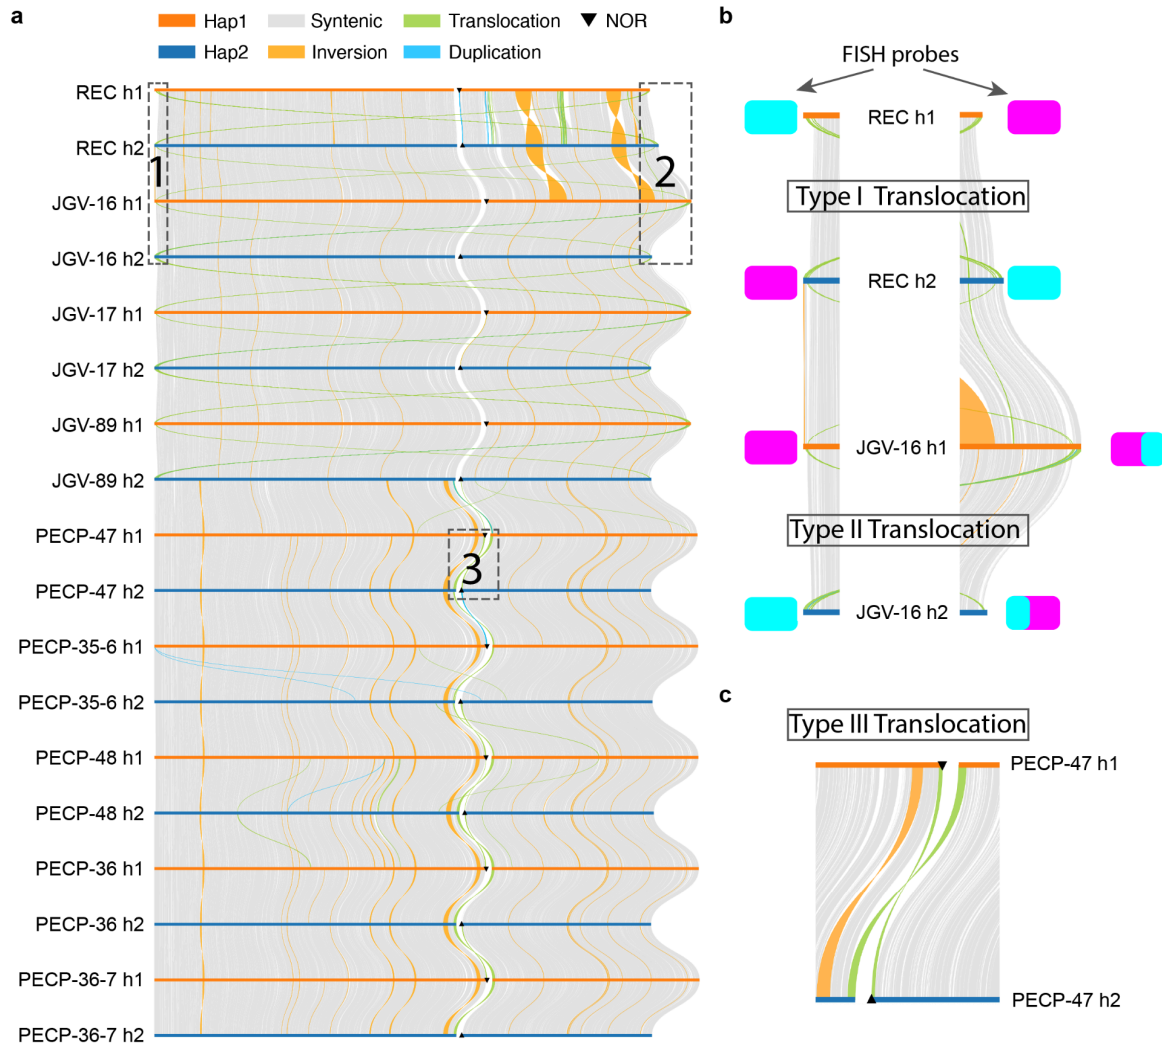 a
Hap1
Syntenic
Translocation
NOR
Hap2
Inversion
Duplication
REC h1
REC h2
JGV-16 h1
JGV-16 h2
JGV-17 h1
JGV-17 h2
JGV-89 h1
JGV-89 h2
PECP-47 h1
PECP-47 h2
PECP-35-6 h1
PECP-35-6 h2
PECP-48 h1
PECP-48 h2
PECP-36 h1
PECP-36 h2
PECP-36-7 h1
PECP-36-7 h2
1
2
3
b
FISH probes
REC h1
Type I Translocation
REC h2
JGV-16 h1
Type II Translocation
JGV-16 h2
c
Type III Translocation
PECP-47 h1
PECP-47 h2